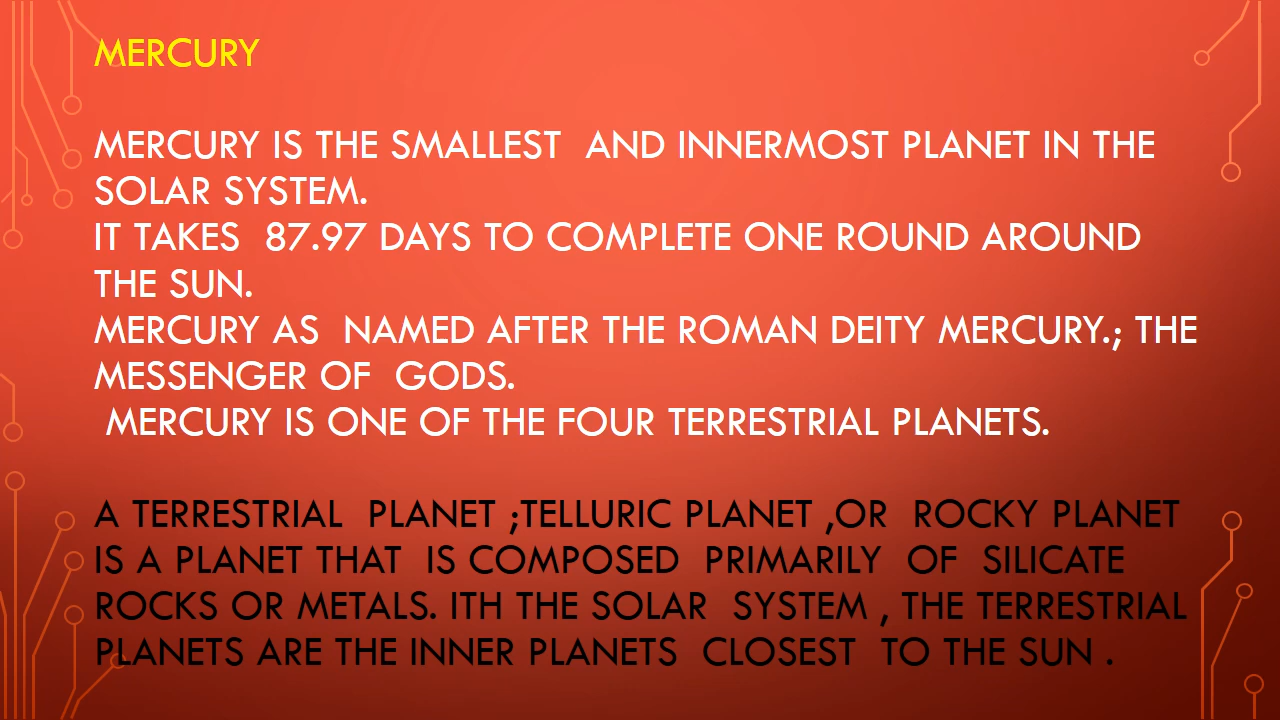 MERCURY
MERCURY IS THE SMALLEST  AND INNERMOST PLANET IN THE
SOLAR SYSTEM.
IT TAKES  87.97 DAYS TO COMPLETE ONE ROUND AROUND
THE SUN.
MERCURY AS  NAMED AFTER THE ROMAN DEITY MERCURY.; THE
MESSENGER OF  GODS.
MERCURY IS ONE OF THE FOUR TERRESTRIAL PLANETS.
A TERRESTRIAL  PLANET ;TELLURIC PLANET ,OR  ROCKY PLANET
IS A PLANET THAT  IS COMPOSED  PRIMARILY  OF  SILICATE
ROCKS OR METALS. ITH THE SOLAR  SYSTEM , THE TERRESTRIAL
PLANETS ARE THE INNER PLANETS  CLOSEST  TO THE SUN .